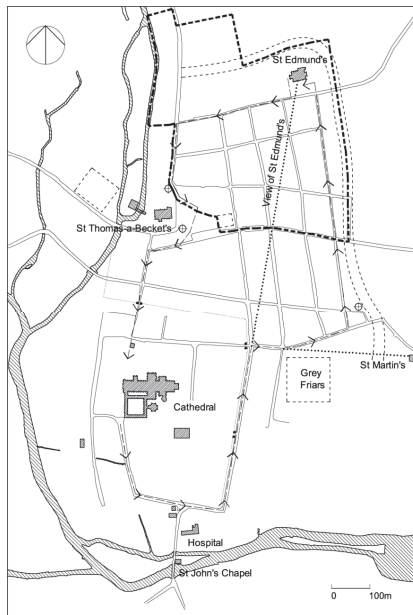 St Edmund's
View of St Edmund's
St Thomas-a-Becket's
St Martin's
Grey
Friars
Cathedral
Hospital
St John's Chapel
0 100m